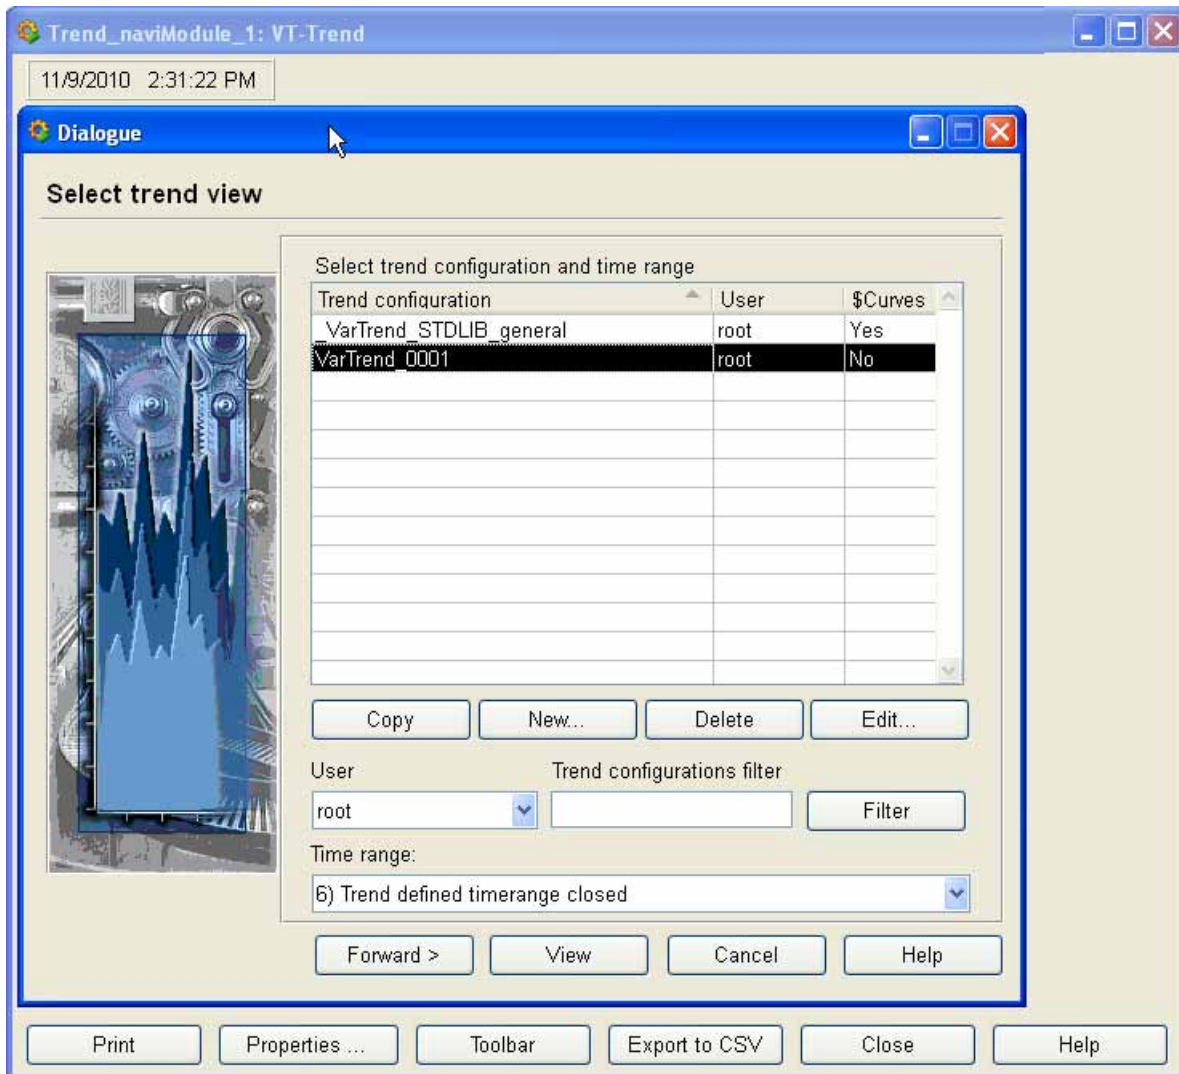 Trend_naviModule_1: VT-Trend
11/9/2010 2:31:22 PM
Dialogue
Select trend view
Select trend configuration and time range
Trend configuration User $Curves
_VarTrend_STDLIB_general root Yes
VarTrend_0001 root No
Copy New... Delete Edit...
User Trend configurations filter
root Filter
Time range:
6) Trend defined timerange closed
Forward > View Cancel Help
Print Properties ... Toolbar Export to CSV Close Help